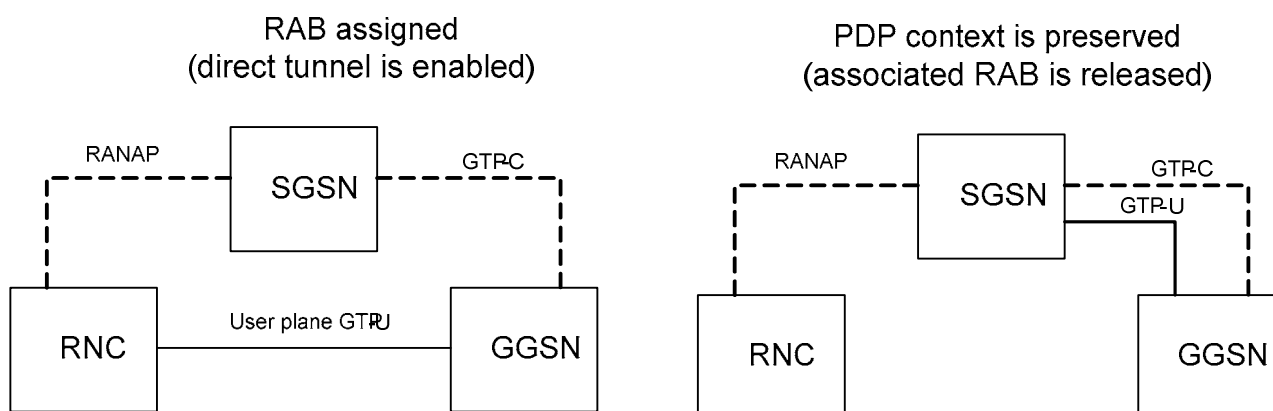 RAB assigned
(direct tunnel is enabled)
RANAP
GTP-C
SGSN
RNC
User plane GTP-U
GGSN
PDP context is preserved
(associated RAB is released)
RANAP
GTP-C
SGSN
GTP-U
RNC
GGSN